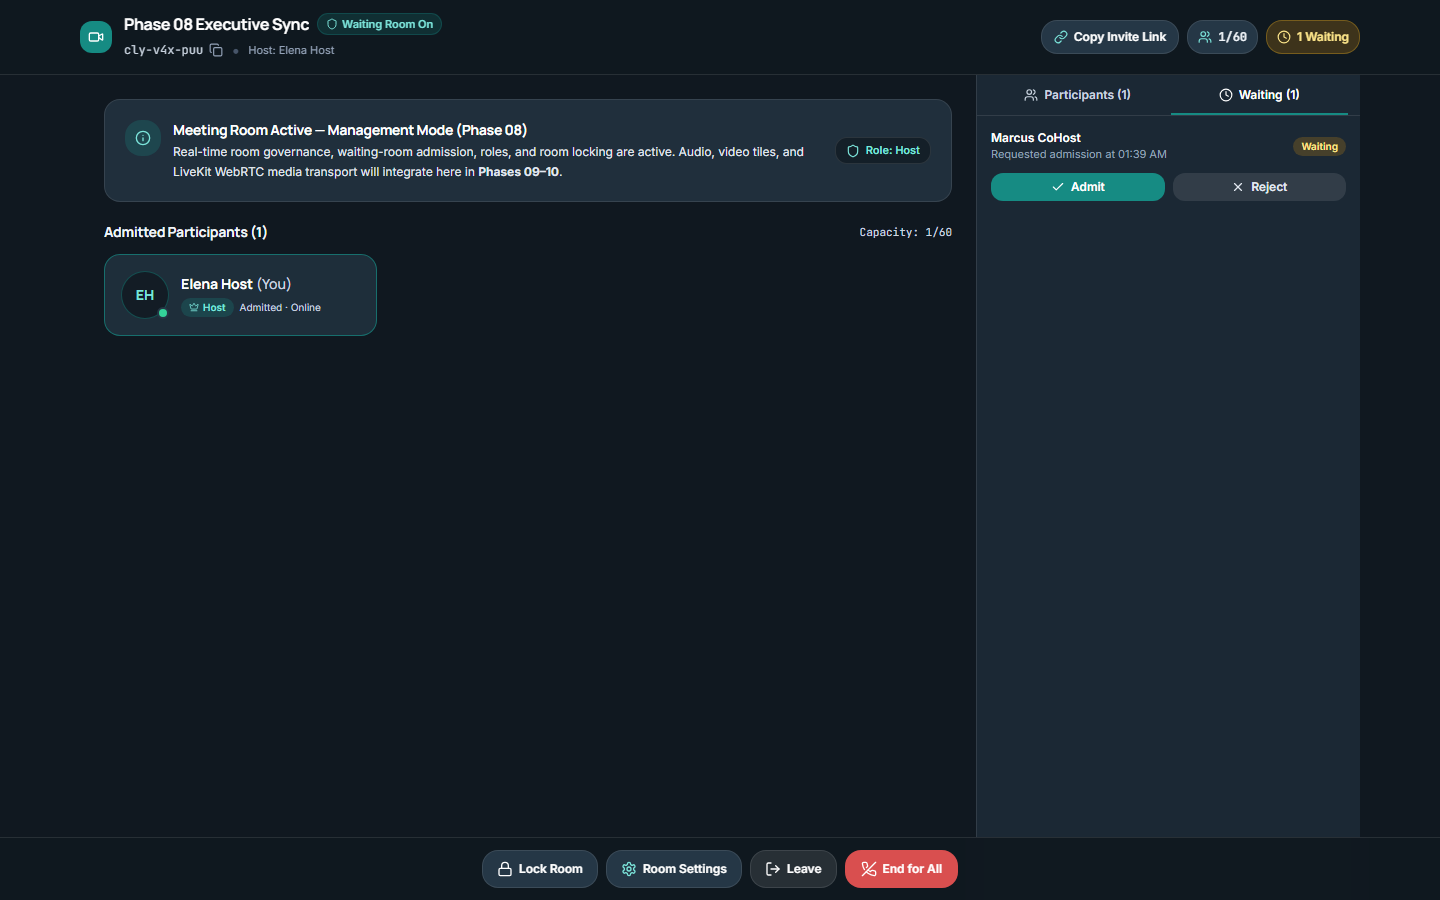 Phase 08 Executive Sync
Waiting Room On
cly-v4x-puu
Host: Elena Host
Copy Invite Link
1/60
1 Waiting
Meeting Room Active — Management Mode (Phase 08)
Real-time room governance, waiting-room admission, roles, and room locking are active. Audio, video tiles, and
LiveKit WebRTC media transport will integrate here in Phases 09–10.
Role: Host
Admitted Participants (1)
Capacity: 1/60
EH
Elena Host (You)
Host
Admitted · Online
Participants (1)
Waiting (1)
Marcus CoHost
Requested admission at 01:39 AM
Waiting
Admit
Reject
Lock Room
Room Settings
Leave
End for All